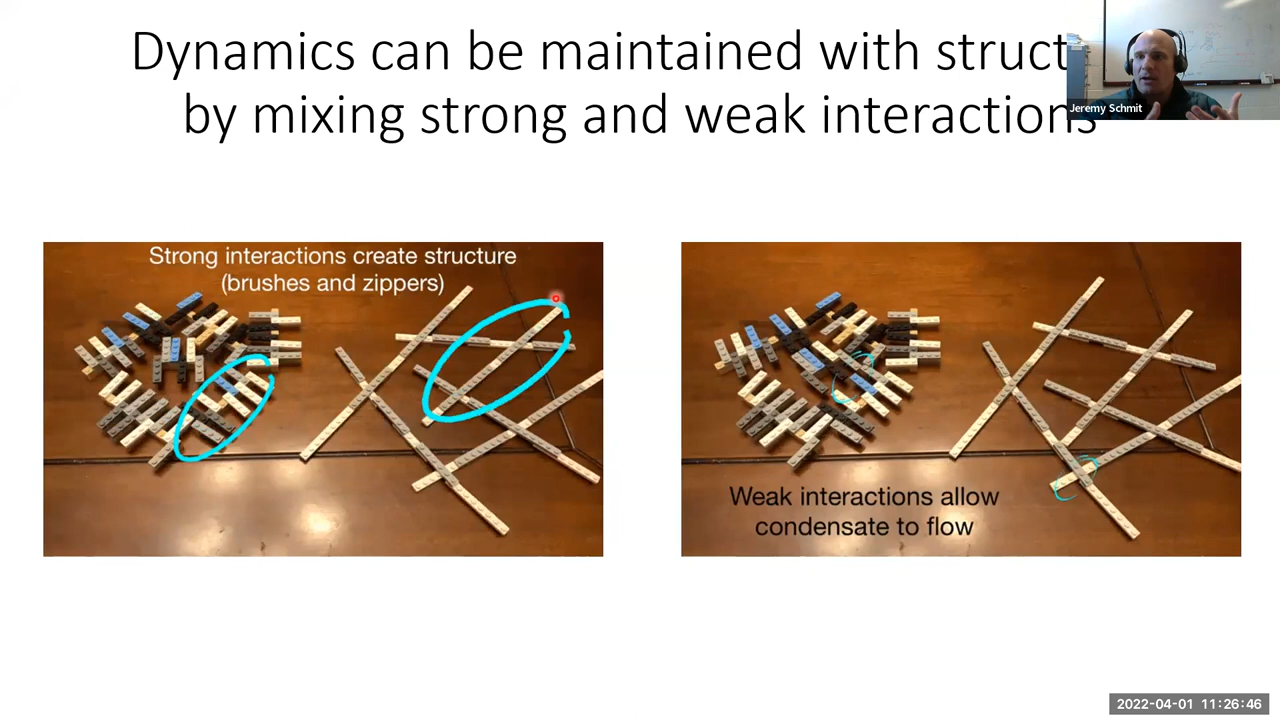 Dynamics can be maintained with struct
by mixing strong and weak interactions
Jeremy Schmit
Strong interactions create structure
(brushes and zippers)
Weak interactions allow
condensate to flow
2022-04-01 11:26:46